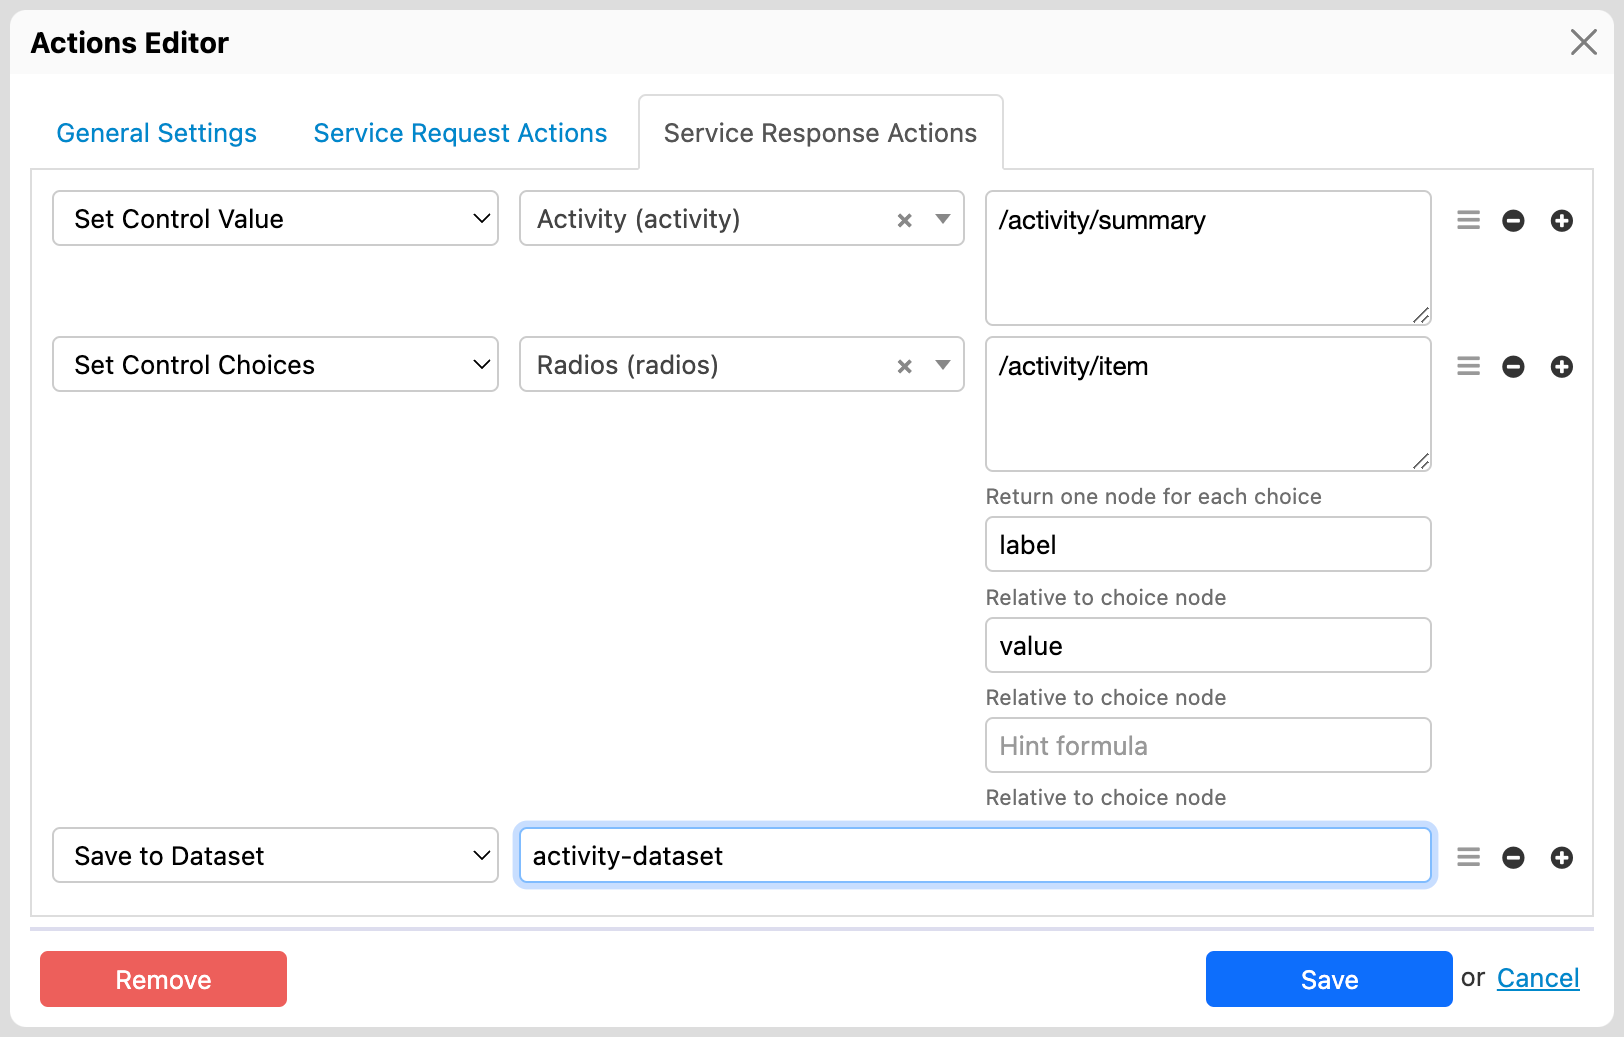 Actions Editor
General Settings Service Request Actions Service Response Actions
Set Control Value Activity (activity) /activity/summary
Set Control Choices Radios (radios) /activity/item
Return one node for each choice
label
Relative to choice node
value
Relative to choice node
Hint formula
Relative to choice node
Save to Dataset activity-dataset
Remove Save or Cancel